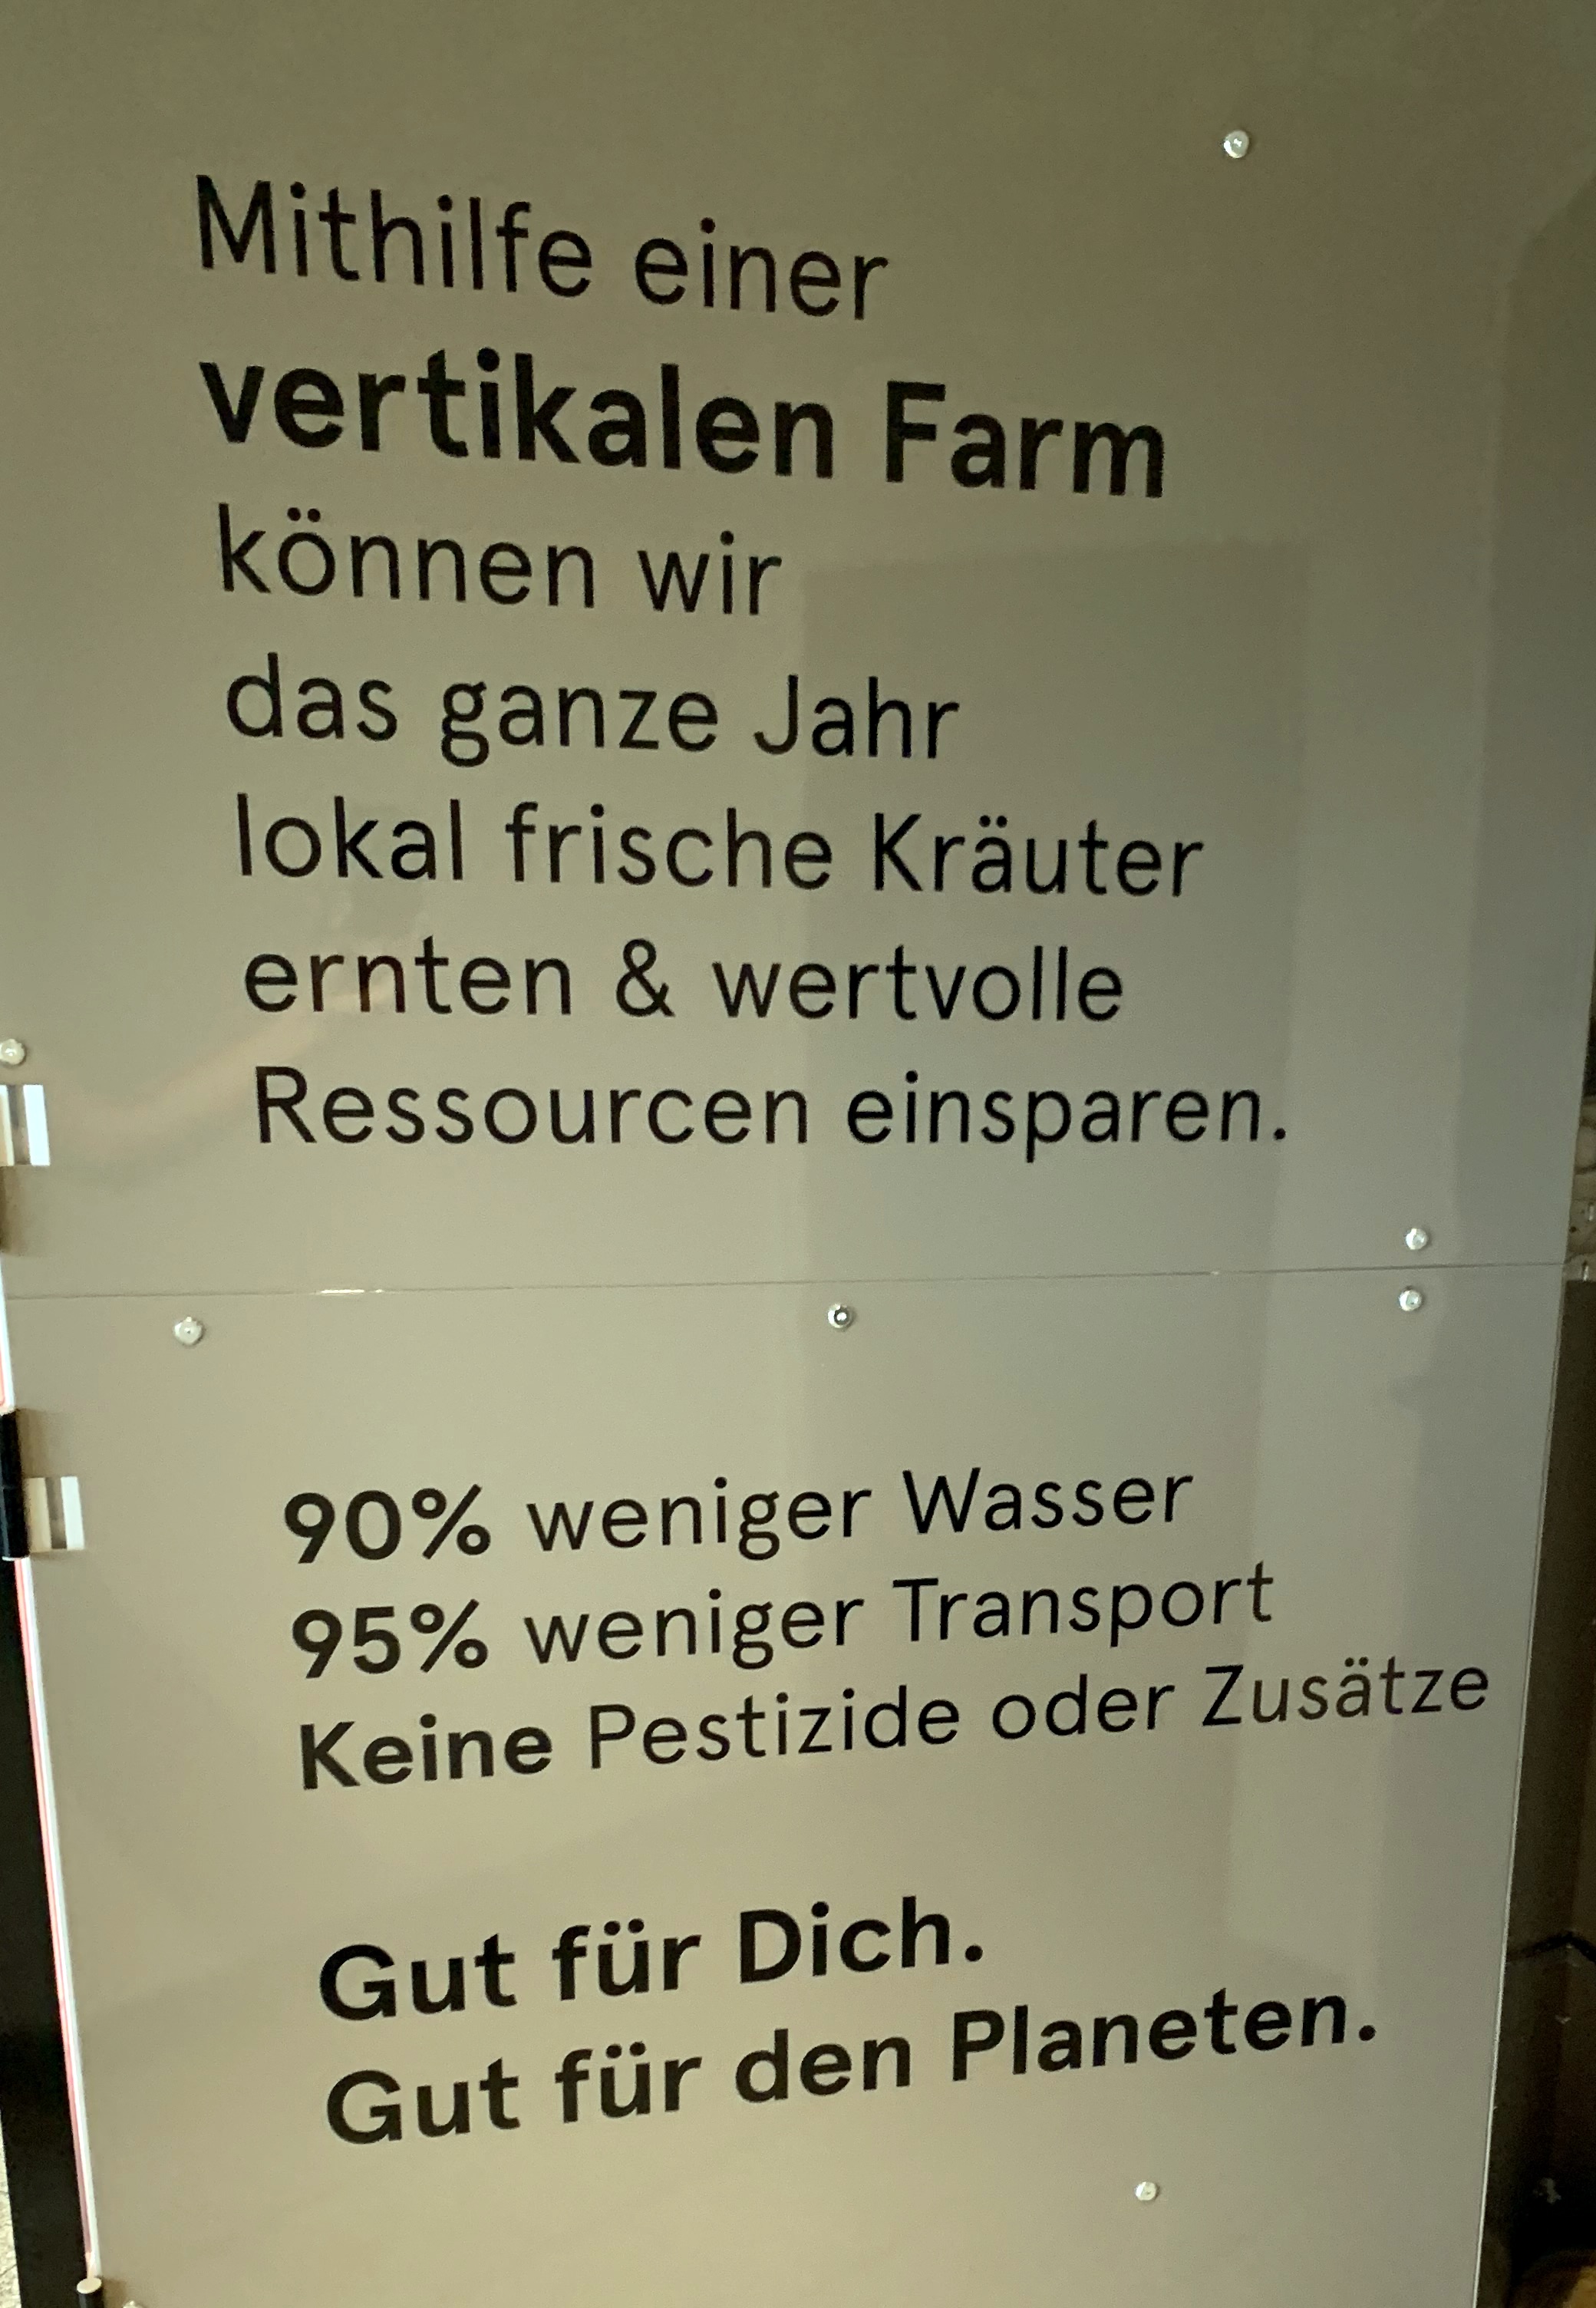 Mithilfe einer
vertikalen Farm
können wir
das ganze Jahr
lokal frische Kräuter
ernten & wertvolle
Ressourcen einsparen.
90% weniger Wasser
95% weniger Transport
Keine Pestizide oder Zusätze
Gut für Dich.
Gut für den Planeten.